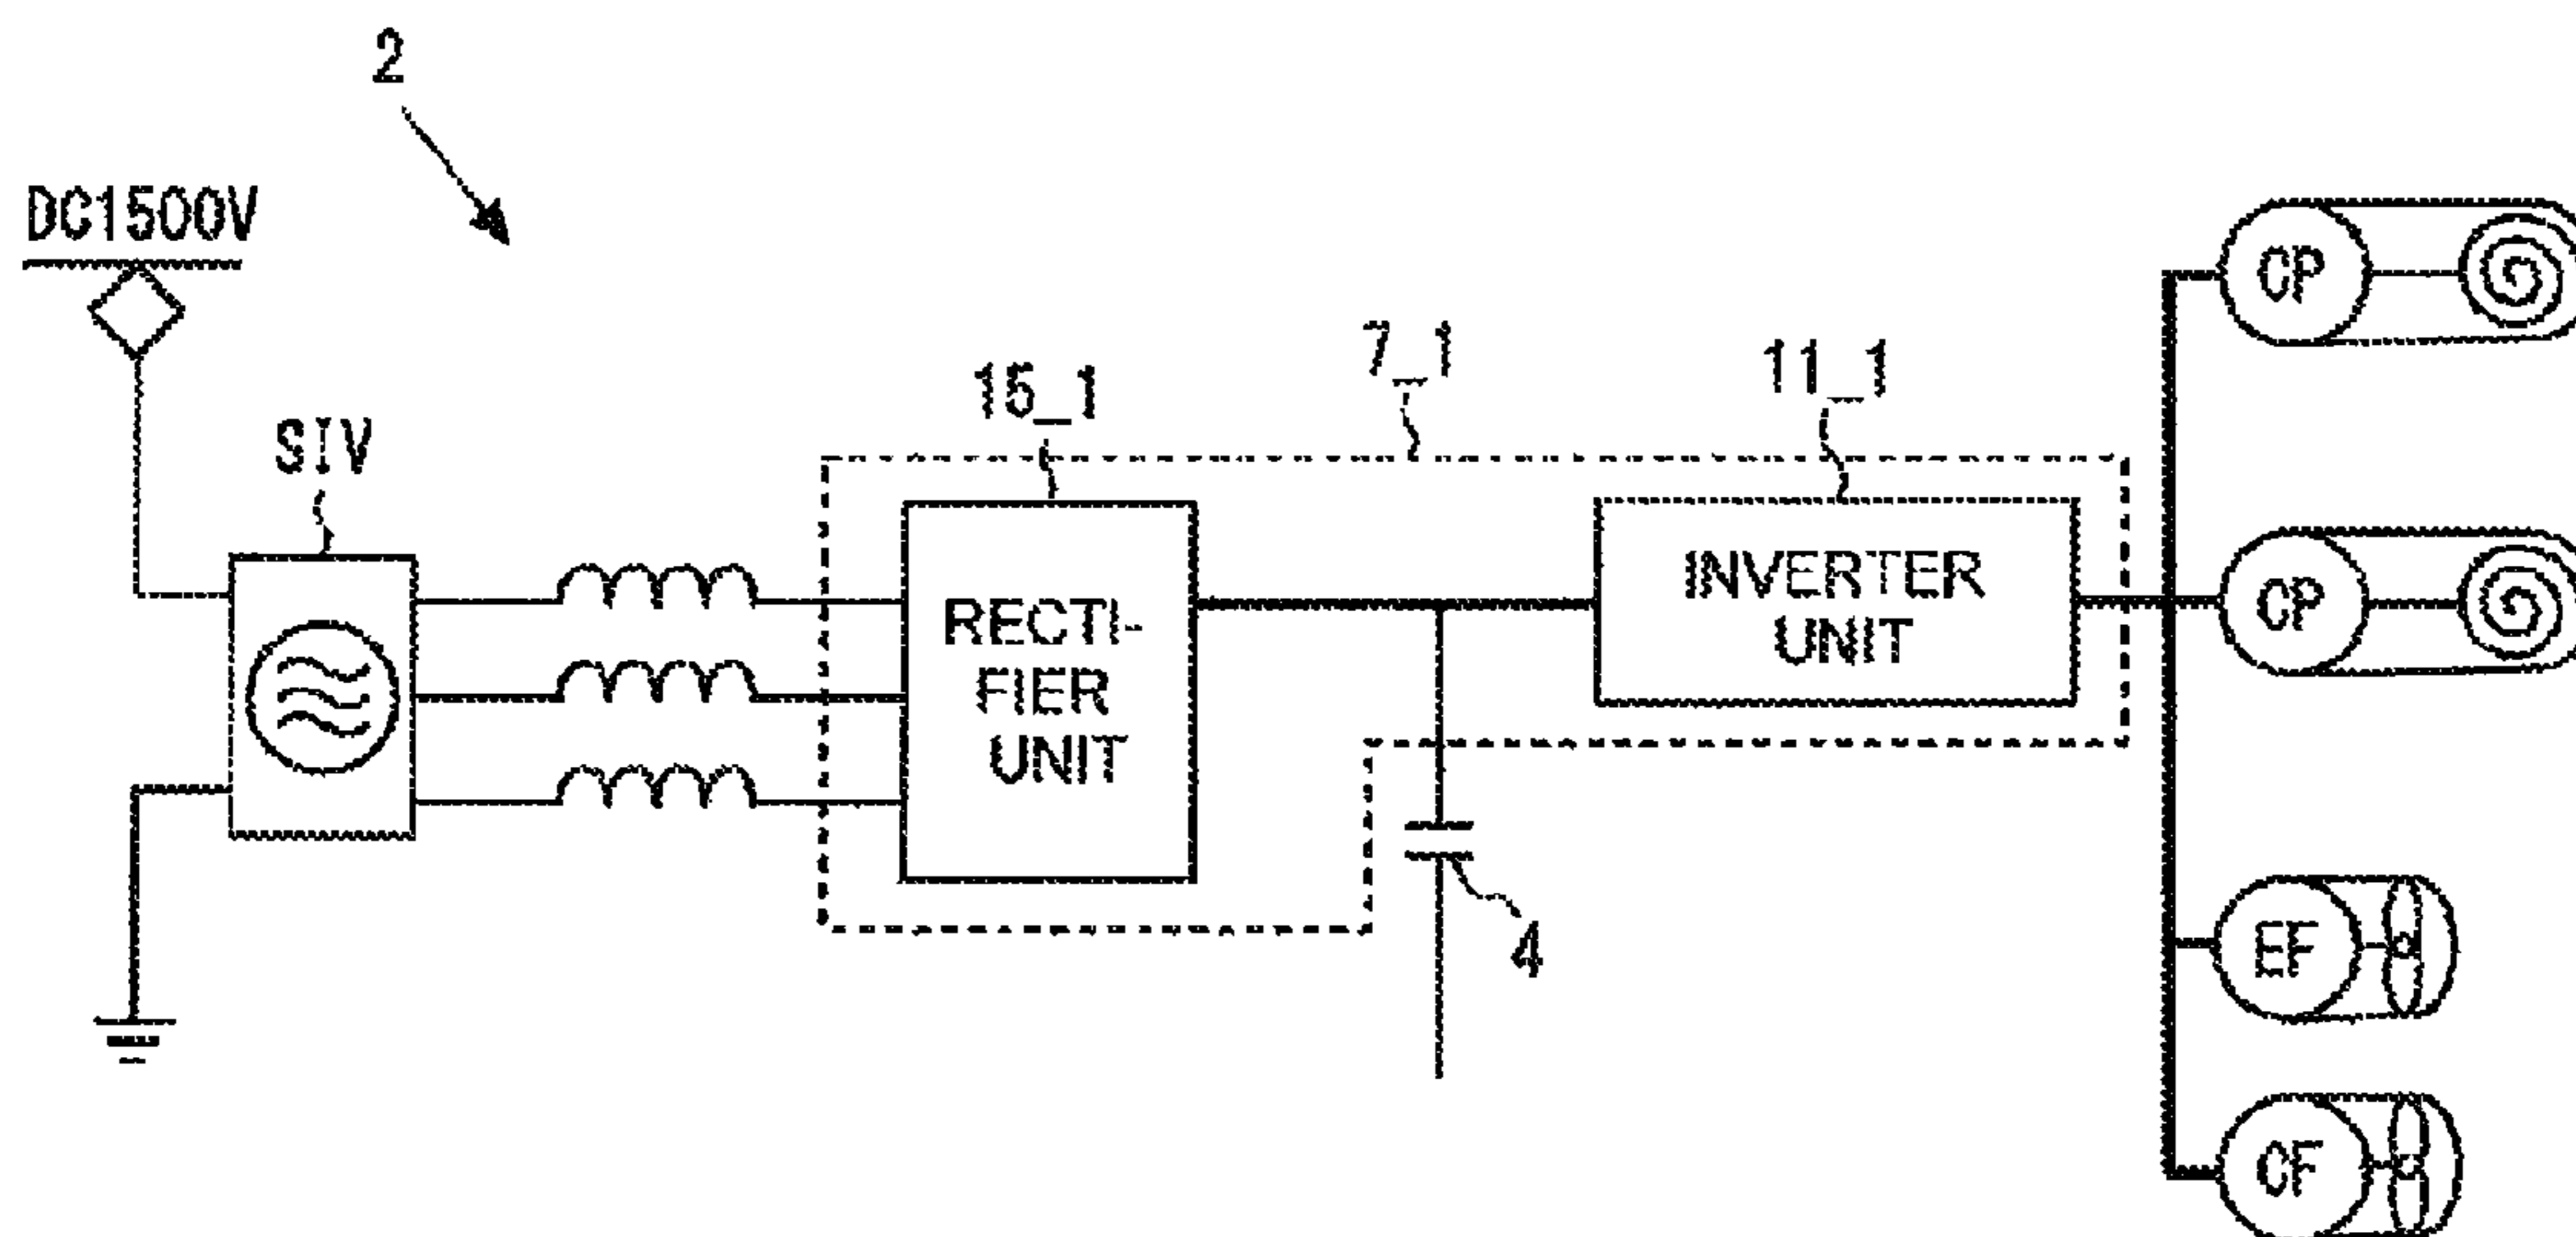 2
DC1500V
SIV
15_1
7_1
11_1
RECTI-
FIER
UNIT
INVERTER
UNIT
4
CP
CP
EF
CF